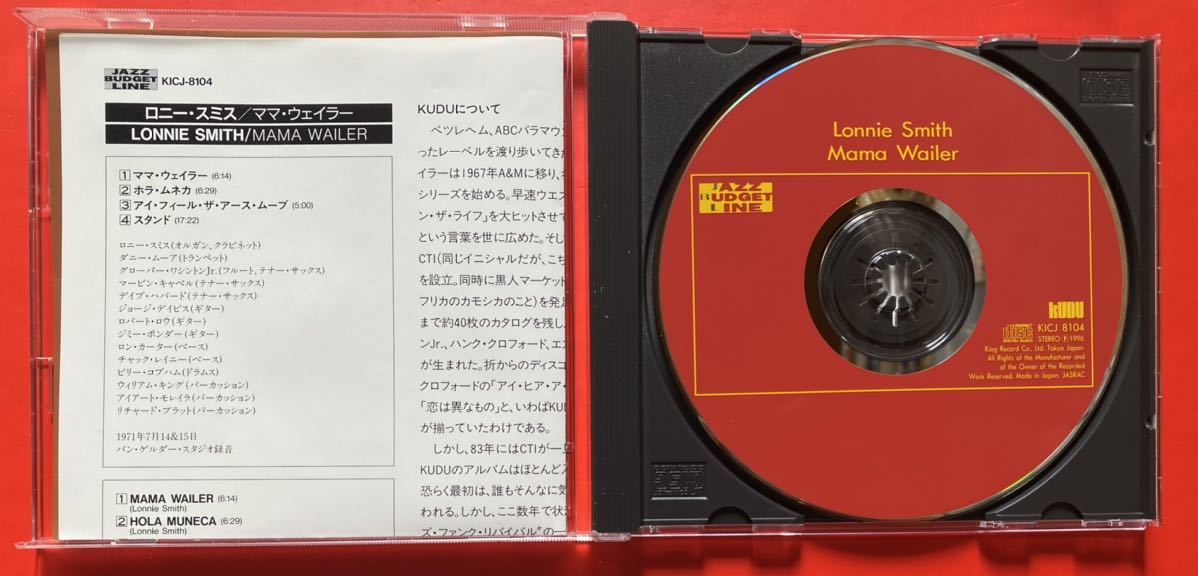 JAZZ
BUDGET
LINE
KICJ-8104
ロニー・スミス/ママ・ウェイラー
LONNIE SMITH/MAMA WAILER
1 ママ・ウェイラー (6:14)
2 ホラ・ムネカ (6:29)
3 アイ・フィール・ザ・アース・ムーブ (5:00)
4 スタンド (17:22)
ロニー・スミス(オルガン、クラビネット)
ダニー・ムーア(トランペット)
グローバー・ワシントンJr.(フルート、テナー・サックス)
マービン・キャベル(テナー・サックス)
デイブ・ハバード(テナー・サックス)
ジョージ・デイビス(ギター)
ロバート・ロウ(ギター)
ジミー・ポンダー(ギター)
ロン・カーター(ベース)
チャック・レイニー(ベース)
ビリー・コブハム(ドラムス)
ウィリアム・キング(パーカッション)
アイアート・モレイラ(パーカッション)
リチャード・プラット(パーカッション)
1971年7月14&15日
バン・ゲルダー・スタジオ録音
1 MAMA WAILER (6:14)
(Lonnie Smith)
2 HOLA MUNECA (6:29)
(Lonnie Smith)
KUDUについて
ベツレヘム、ABCパラマウ
ったレーベルを渡り歩いてき
イラーは1967年A&Mに移り、
シリーズを始める。早速ウエス
ン・ザ・ライフ」を大ヒットさせて
という言葉を世に広めた。そし
CTI(同じイニシャルだが、こち
を設立。同時に黒人マーケッ
フリカのカモシカのこと)を発足
まで約40枚のカタログを残し、
ンJr.、ハンク・クロフォード、エス
が生まれた。折からのディスコ
クロフォードの「アイ・ヒア・ア・
「恋は異なもの」と、いわばKU
が揃っていたわけである。
しかし、83年にはCTIが一
KUDUのアルバムはほとんど入
恐らく最初は、誰もそんなに気
われる。しかし、ここ数年で状
ズ・ファンク・リバイバル"の一
Lonnie Smith
Mama Wailer
JAZZ
BUDGET
LINE
KUDU
COMPACT
disc
DIGITAL AUDIO
KICJ 8104
STEREO Ⓟ1996
King Record Co., Ltd. Tokyo Japan.
All Rights of the Manufacturer and
of the Owner of the Recorded
Work Reserved. Made in Japan. JASRAC